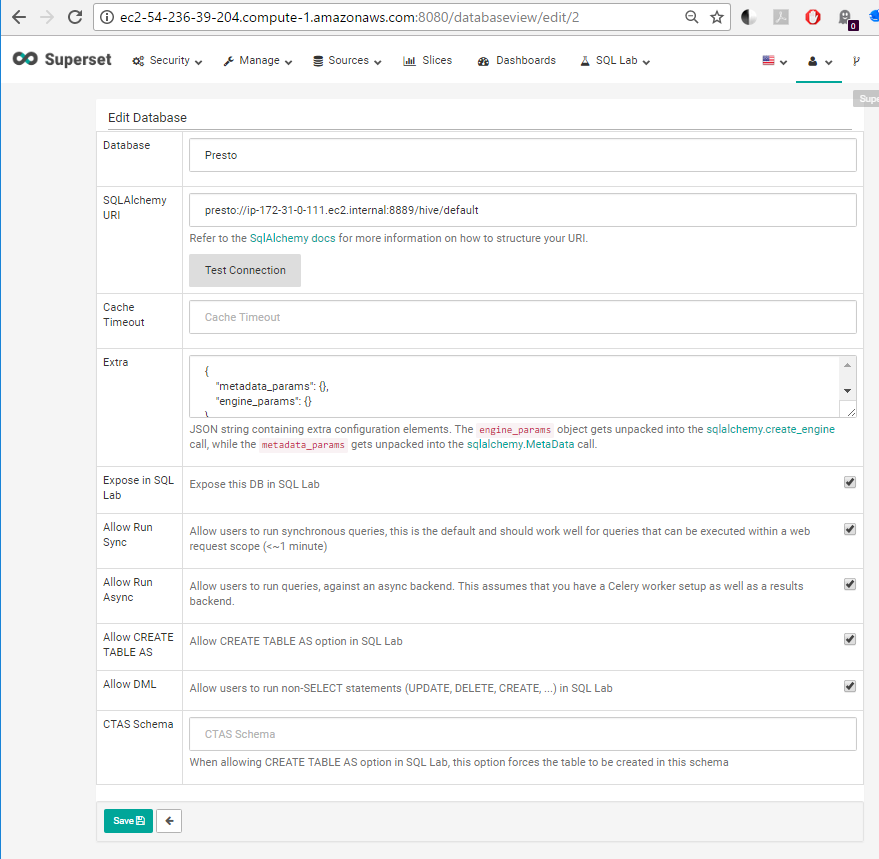 ec2-54-236-39-204.compute-1.amazonaws.com:8080/databaseview/edit/2
0
Superset
Security
Manage
Sources
Slices
Dashboards
SQL Lab
Edit Database
Database
Presto
SQLAlchemy
URI
presto://ip-172-31-0-111.ec2.internal:8889/hive/default
Refer to the SqlAlchemy docs for more information on how to structure your URI.
Test Connection
Cache
Timeout
Cache Timeout
Extra
{
"metadata_params": {},
"engine_params": {}
}
JSON string containing extra configuration elements. The engine_params object gets unpacked into the sqlalchemy.create_engine
call, while the metadata_params gets unpacked into the sqlalchemy.MetaData call.
Expose in SQL
Lab
Expose this DB in SQL Lab
Allow Run
Sync
Allow users to run synchronous queries, this is the default and should work well for queries that can be executed within a web
request scope (<~1 minute)
Allow Run
Async
Allow users to run queries, against an async backend. This assumes that you have a Celery worker setup as well as a results
backend.
Allow CREATE
TABLE AS
Allow CREATE TABLE AS option in SQL Lab
Allow DML
Allow users to run non-SELECT statements (UPDATE, DELETE, CREATE, ...) in SQL Lab
CTAS Schema
CTAS Schema
When allowing CREATE TABLE AS option in SQL Lab, this option forces the table to be created in this schema
Save